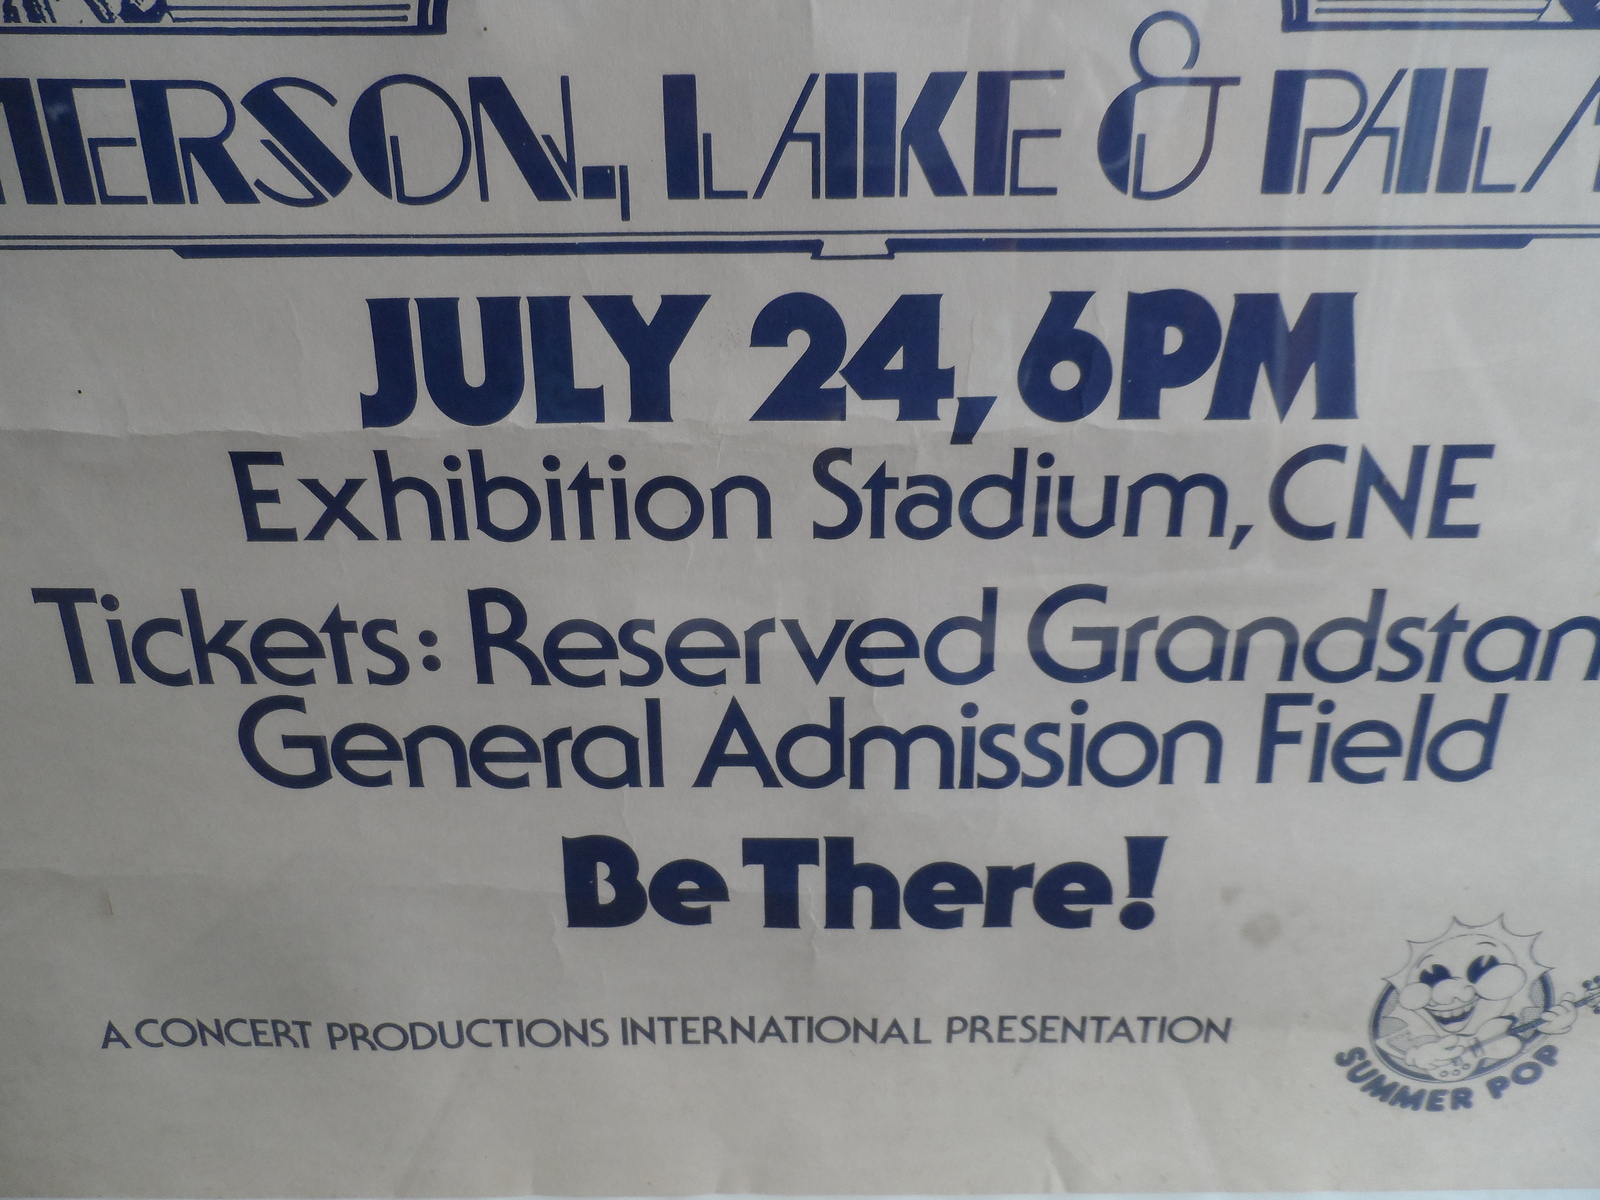 MERSON, LAKE & PALM
JULY 24, 6PM
Exhibition Stadium, CNE
Tickets: Reserved Grandstan
General Admission Field
Be There!
A CONCERT PRODUCTIONS INTERNATIONAL PRESENTATION
SUMMER POP